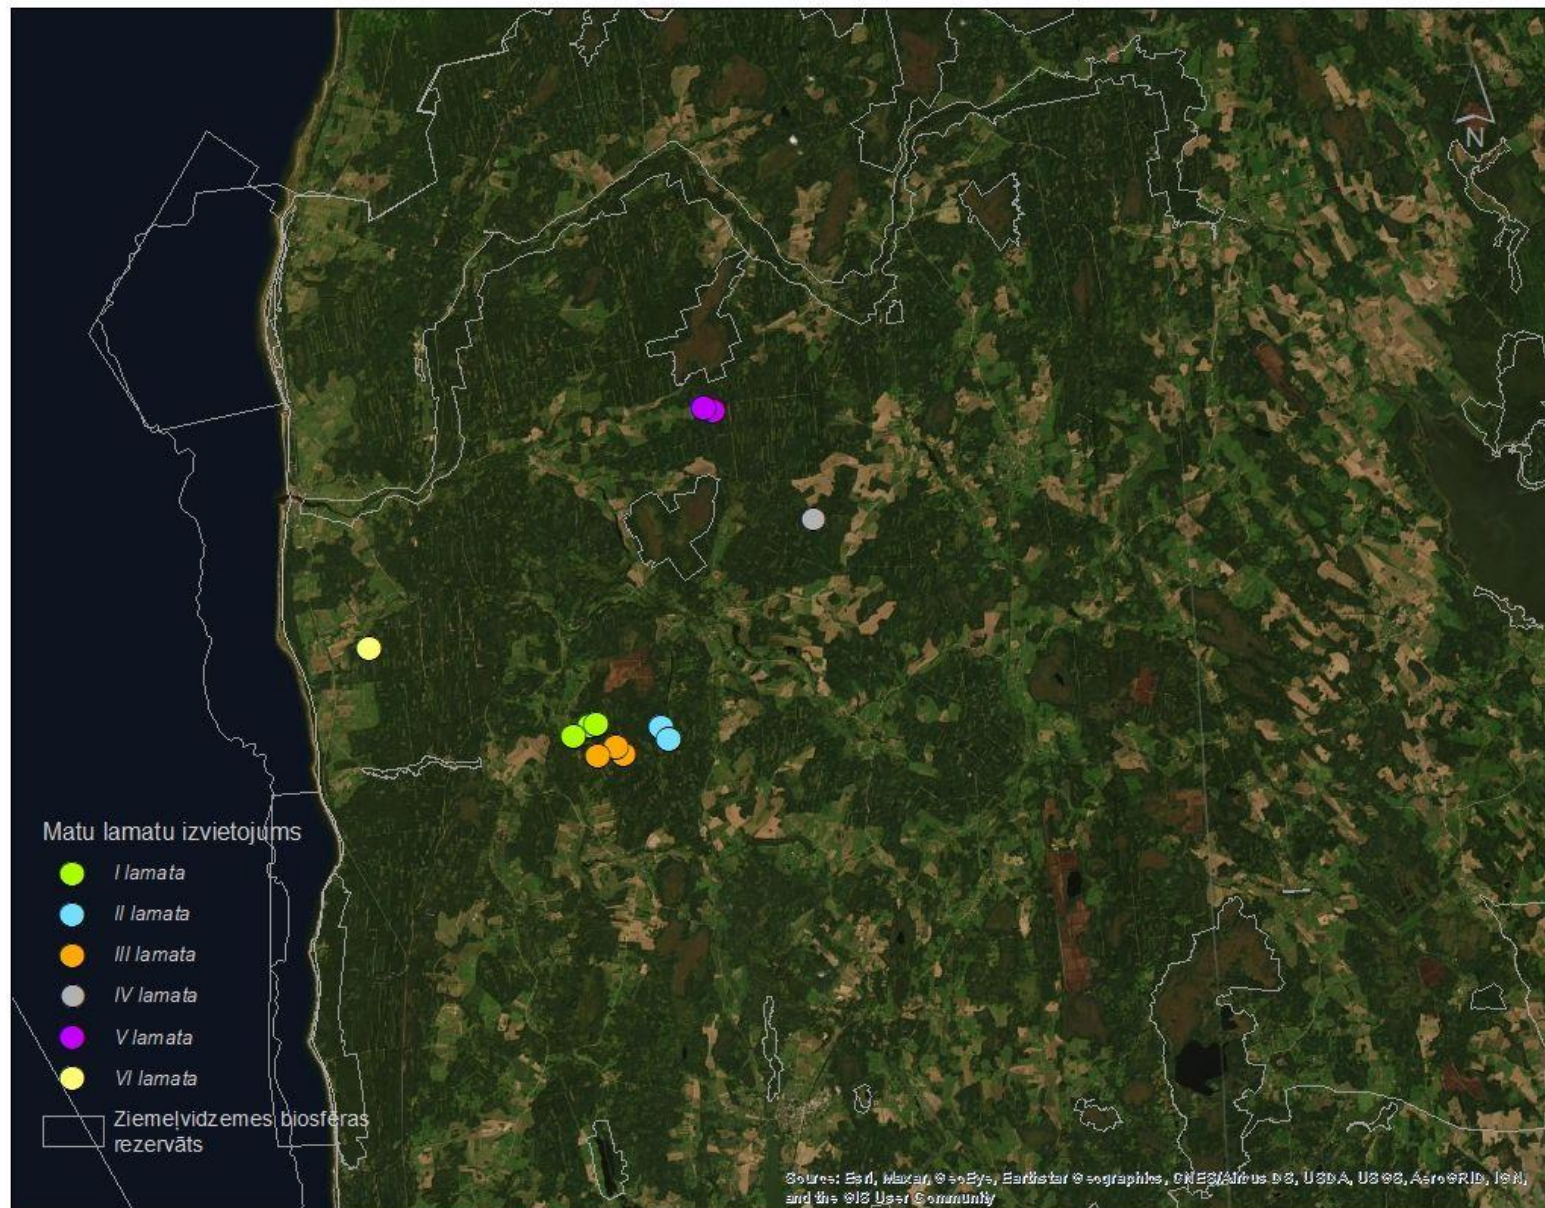 N
Matu lamatu izvietojums
I lamata
II lamata
III lamata
IV lamata
V lamata
VI lamata
Ziemeļvidzemes biosfēras
rezervāts
Source: Esri, Maxar, GeoEye, Earthstar Geographics, CNES/Airbus DS, USDA, USGS, AeroGRID, IGN,
and the GIS User Community